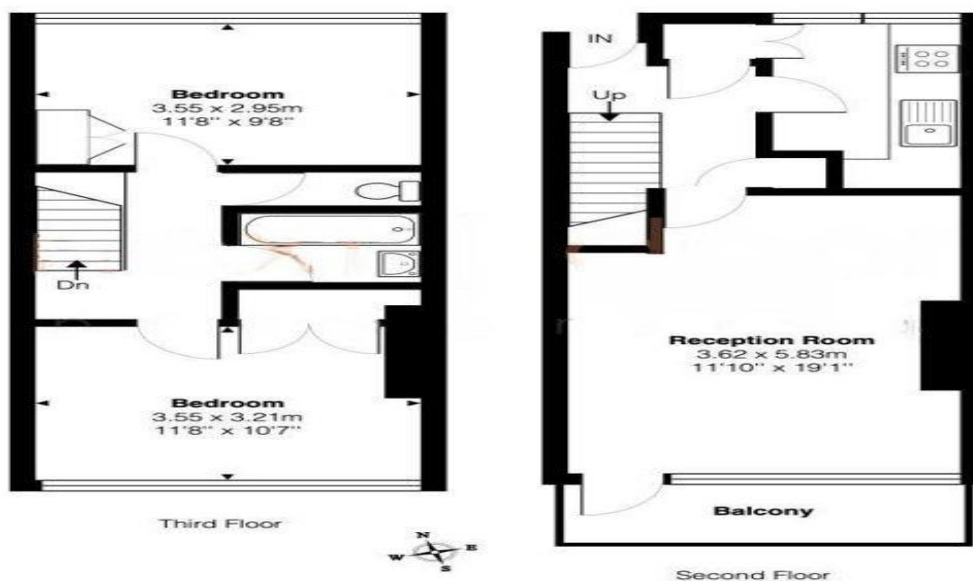 Bedroom
3.55 x 2.95m
11'8" x 9'8"
Dn
Bedroom
3.55 x 3.21m
11'8" x 10'7"
Third Floor
IN
Up
Reception Room
3.62 x 5.83m
11'10" x 19'1"
Balcony
Second Floor
N
W E
S